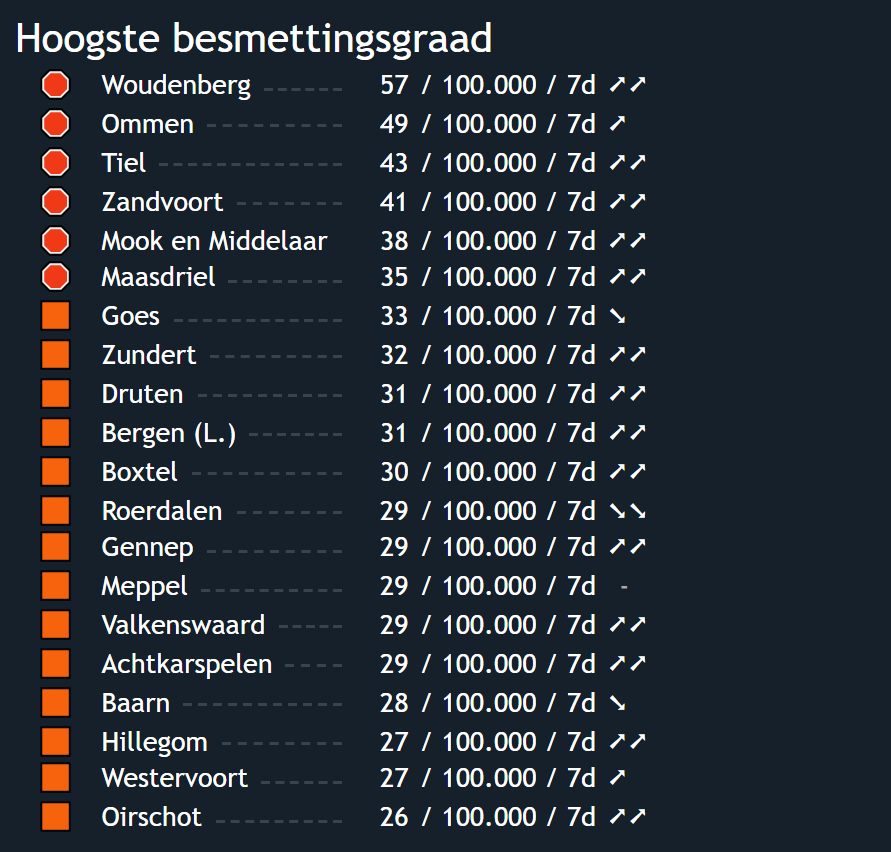 Hoogste besmettingsgraad
Woudenberg ------ 57 / 100.000 / 7d ➚➚
Ommen ---------- 49 / 100.000 / 7d ➚
Tiel -------------- 43 / 100.000 / 7d ➚➚
Zandvoort -------- 41 / 100.000 / 7d ➚➚
Mook en Middelaar 38 / 100.000 / 7d ➚➚
Maasdriel -------- 35 / 100.000 / 7d ➚➚
Goes ------------- 33 / 100.000 / 7d ➘
Zundert ---------- 32 / 100.000 / 7d ➚➚
Druten ----------- 31 / 100.000 / 7d ➚➚
Bergen (L.) ------- 31 / 100.000 / 7d ➚➚
Boxtel ----------- 30 / 100.000 / 7d ➚➚
Roerdalen -------- 29 / 100.000 / 7d ➘➘
Gennep ---------- 29 / 100.000 / 7d ➚➚
Meppel ---------- 29 / 100.000 / 7d -
Valkenswaard ----- 29 / 100.000 / 7d ➚➚
Achtkarspelen ---- 29 / 100.000 / 7d ➚➚
Baarn ------------ 28 / 100.000 / 7d ➘
Hillegom --------- 27 / 100.000 / 7d ➚➚
Westervoort ------ 27 / 100.000 / 7d ➚
Oirschot --------- 26 / 100.000 / 7d ➚➚